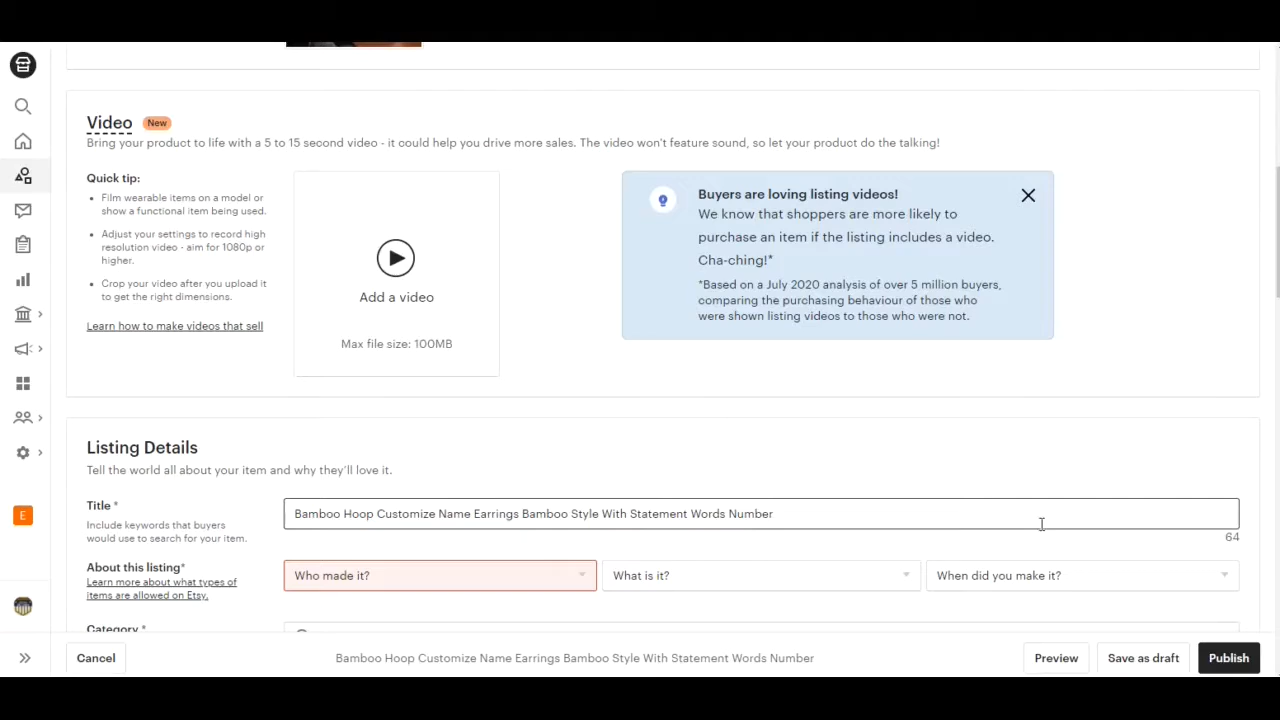 Video
New
Bring your product to life with a 5 to 15 second video - it could help you drive more sales. The video won't feature sound, so let your product do the talking!
Quick tip:
Film wearable items on a model or
show a functional item being used.
Adjust your settings to record high
resolution video - aim for 1080p or
higher.
Crop your video after you upload it
to get the right dimensions.
Learn how to make videos that sell
Add a video
Max file size: 100MB
Buyers are loving listing videos!
We know that shoppers are more likely to
purchase an item if the listing includes a video.
Cha-ching!*
*Based on a July 2020 analysis of over 5 million buyers,
comparing the purchasing behaviour of those who
were shown listing videos to those who were not.
Listing Details
Tell the world all about your item and why they'll love it.
Title *
Include keywords that buyers
would use to search for your item.
Bamboo Hoop Customize Name Earrings Bamboo Style With Statement Words Number
64
About this listing*
Learn more about what types of
items are allowed on Etsy.
Who made it?
What is it?
When did you make it?
Category *
E
Cancel
Bamboo Hoop Customize Name Earrings Bamboo Style With Statement Words Number
Preview
Save as draft
Publish